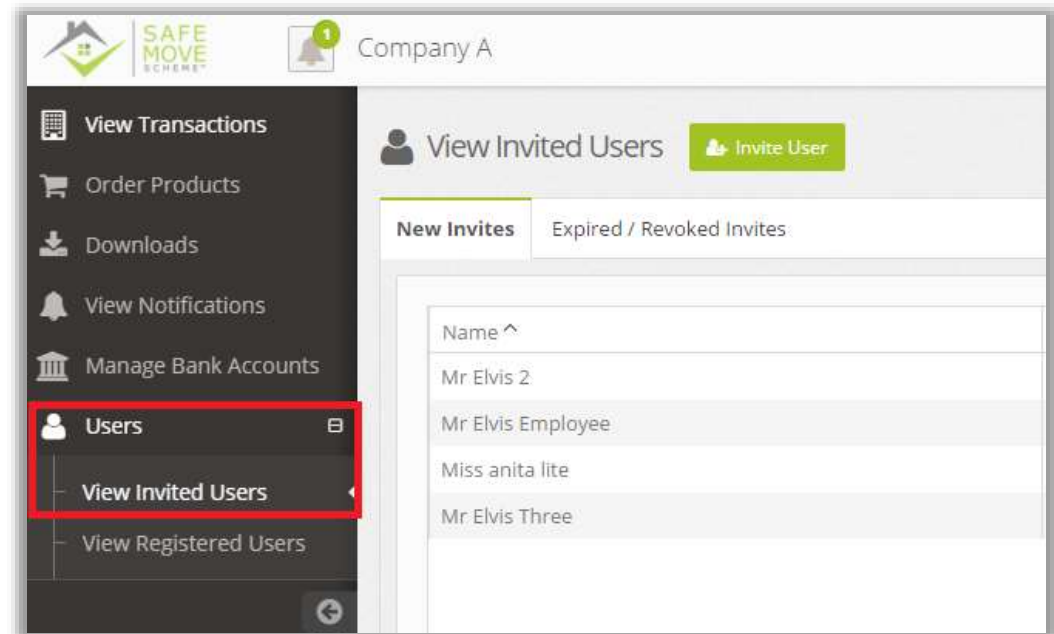 SAFE
MOVE
SCHEME
1
Company A
View Transactions
Order Products
Downloads
View Notifications
Manage Bank Accounts
Users
View Invited Users
View Registered Users
View Invited Users
Invite User
New Invites
Expired / Revoked Invites
Name
Mr Elvis 2
Mr Elvis Employee
Miss anita lite
Mr Elvis Three